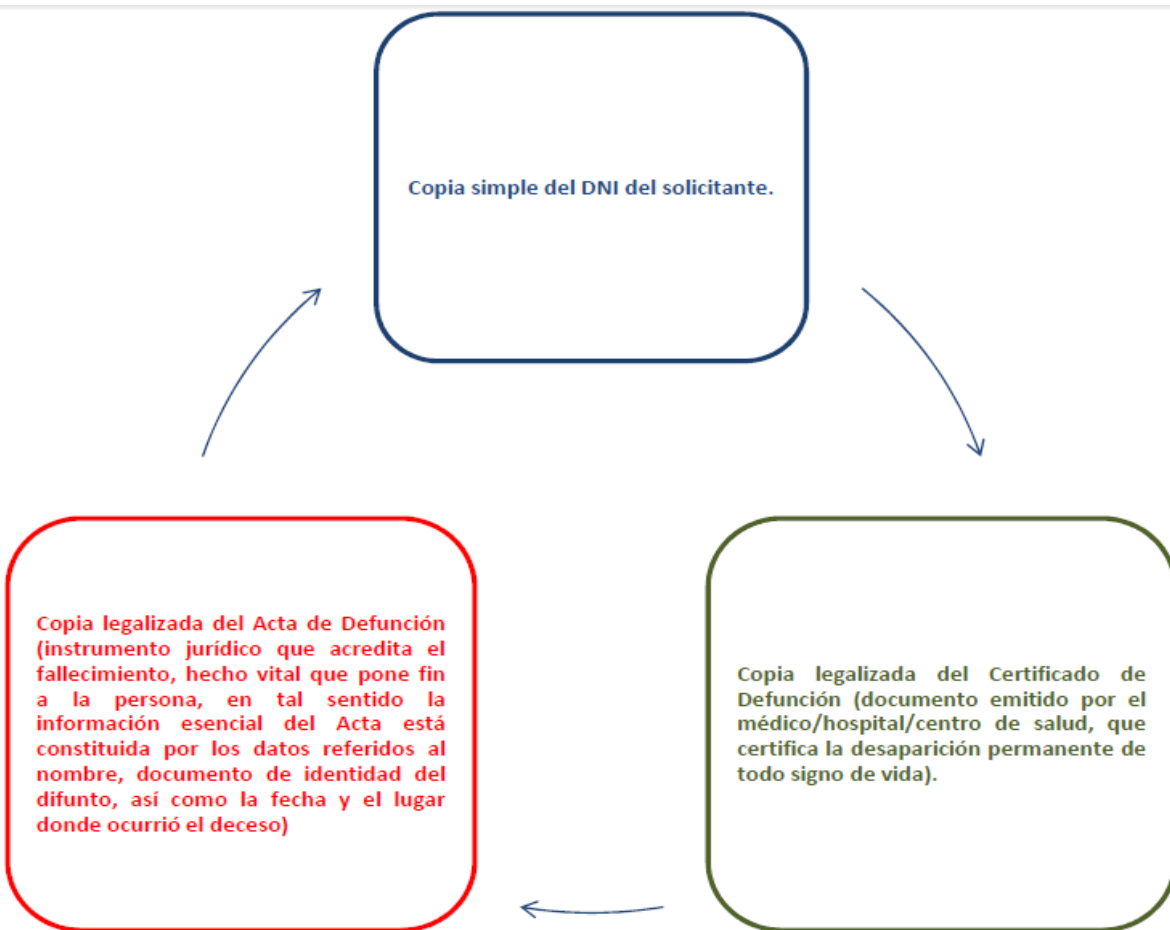 Copia simple del DNI del solicitante.
Copia legalizada del Certificado de
Defunción (documento emitido por el
médico/hospital/centro de salud, que
certifica la desaparición permanente de
todo signo de vida).
Copia legalizada del Acta de Defunción
(instrumento jurídico que acredita el
fallecimiento, hecho vital que pone fin
a la persona, en tal sentido la
información esencial del Acta está
constituida por los datos referidos al
nombre, documento de identidad del
difunto, así como la fecha y el lugar
donde ocurrió el deceso)